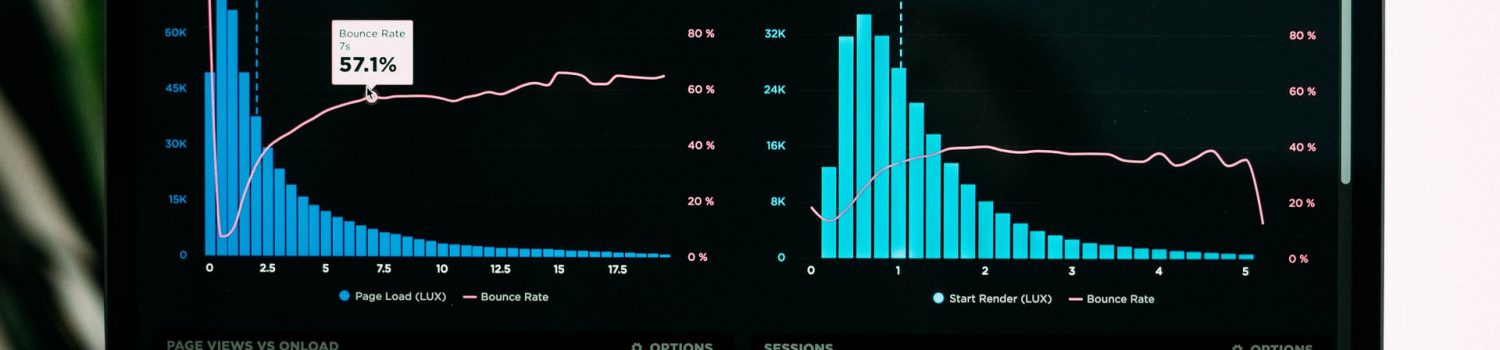 60K
45K
30K
15K
0
Bounce Rate
7s
57.1%
80 %
60 %
40 %
20 %
0 %
0 2.5 5 7.5 10 12.5 15 17.5
Page Load (LUX) Bounce Rate
32K
24K
16K
8K
0
80 %
60 %
40 %
20 %
0 %
0 1 2 3 4 5
Start Render (LUX) Bounce Rate
PAGE VIEWS VS ONLOAD OPTIONS
SESSIONS OPTIONS